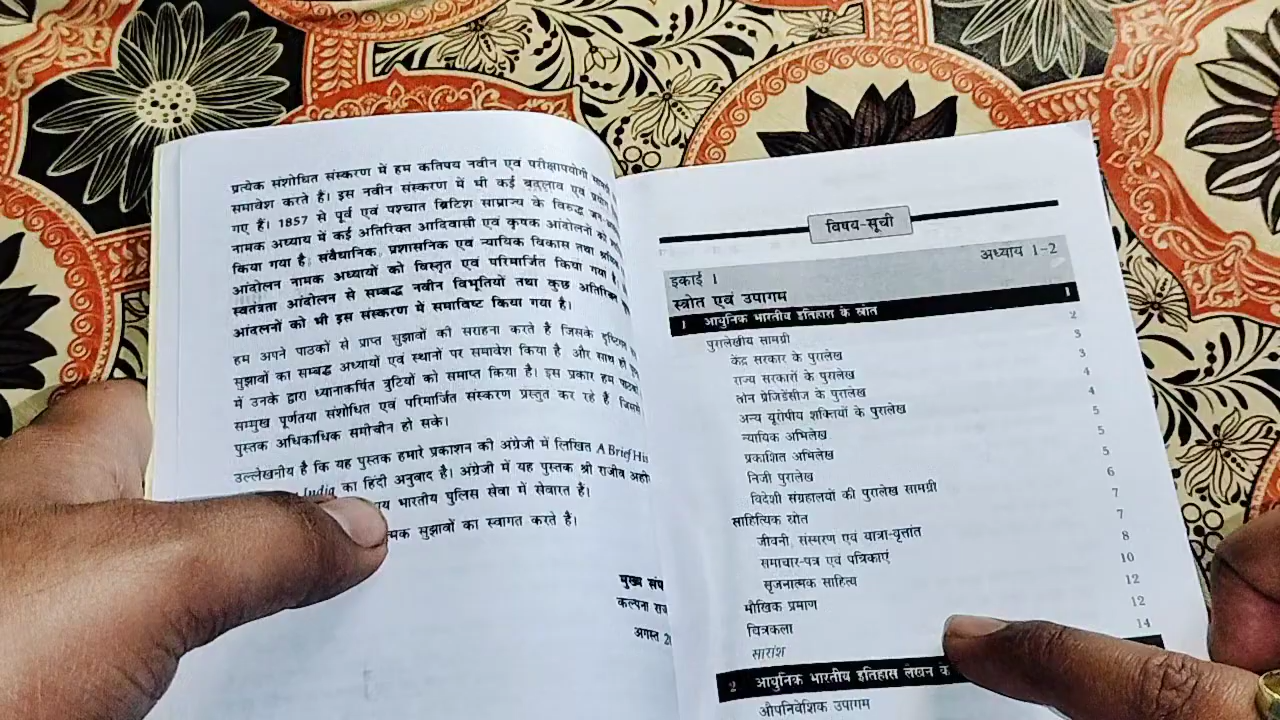 प्रत्येक संशोधित संस्करण में हम कतिपय नवीन एवं परीक्षापयोगी
समावेश करते हैं। इस नवीन संस्करण में भी कई बदलाव एवं
गए हैं। 1857 से पूर्व एवं पश्चात ब्रिटिश साम्राज्य के विरुद्ध
नामक अध्याय में कई अतिरिक्त आदिवासी एवं कृषक आंदोलनों
किया गया है, संवैधानिक, प्रशासनिक एवं न्यायिक विकास तथा
आंदोलन नामक अध्यायों को विस्तृत एवं परिमार्जित किया गया है।
स्वतंत्रता आंदोलन से सम्बद्ध नवीन विभूतियों तथा कुछ
आंदलनों को भी इस संस्करण में समाविष्ट किया गया है।
हम अपने पाठकों से प्राप्त सुझावों की सराहना करते हैं जिसके
सुझावों का सम्बद्ध अध्यायों एवं स्थानों पर समावेश किया है और साथ ही
में उनके द्वारा ध्यानाकर्षित त्रुटियों को समाप्त किया है। इस प्रकार हम
सम्मुख पूर्णतया संशोधित एवं परिमार्जित संस्करण प्रस्तुत कर रहे हैं
पुस्तक अधिकाधिक समीचीन हो सके।
उल्लेखनीय है कि यह पुस्तक हमारे प्रकाशन की अंग्रेजी में लिखित A Brief
India का हिंदी अनुवाद है। अंग्रेजी में यह पुस्तक श्री राजीव
भारतीय पुलिस सेवा में सेवारत हैं।
सुझावों का स्वागत करते हैं।
मुख्य
कल्पना
अगस्त
विषय-सूची
इकाई 1 अध्याय 1-2
स्त्रोत एवं उपागम
1 आधुनिक भारतीय इतिहास के स्रोत 1
पुरालेखीय सामग्री 2
केंद्र सरकार के पुरालेख 3
राज्य सरकारों के पुरालेख 3
तीन प्रेजिडेंसीज के पुरालेख 4
अन्य यूरोपीय शक्तियों के पुरालेख 4
न्यायिक अभिलेख 5
प्रकाशित अभिलेख 5
निजी पुरालेख 5
विदेशी संग्रहालयों की पुरालेख सामग्री 6
साहित्यिक स्रोत 7
जीवनी, संस्मरण एवं यात्रा-वृत्तांत 7
समाचार-पत्र एवं पत्रिकाएं 8
सृजनात्मक साहित्य 10
मौखिक प्रमाण 12
चित्रकला 12
सारांश 14
2 आधुनिक भारतीय इतिहास लेखन के
औपनिवेशिक उपागम